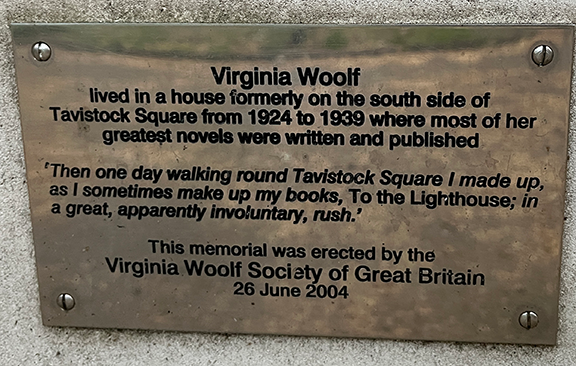 Virginia Woolf
lived in a house formerly on the south side of
Tavistock Square from 1924 to 1939 where most of her
greatest novels were written and published
'Then one day walking round Tavistock Square I made up,
as I sometimes make up my books, To the Lighthouse; in
a great, apparently involuntary, rush.'
This memorial was erected by the
Virginia Woolf Society of Great Britain
26 June 2004